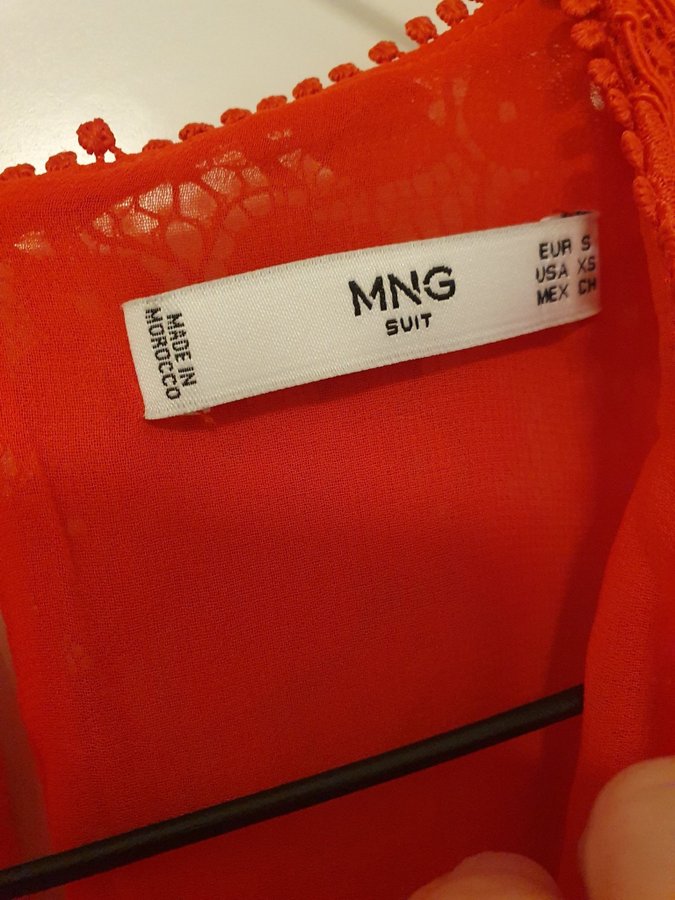 MADE IN
MOROCCO
MNG
SUIT
EUR S
USA XS
MEX CH